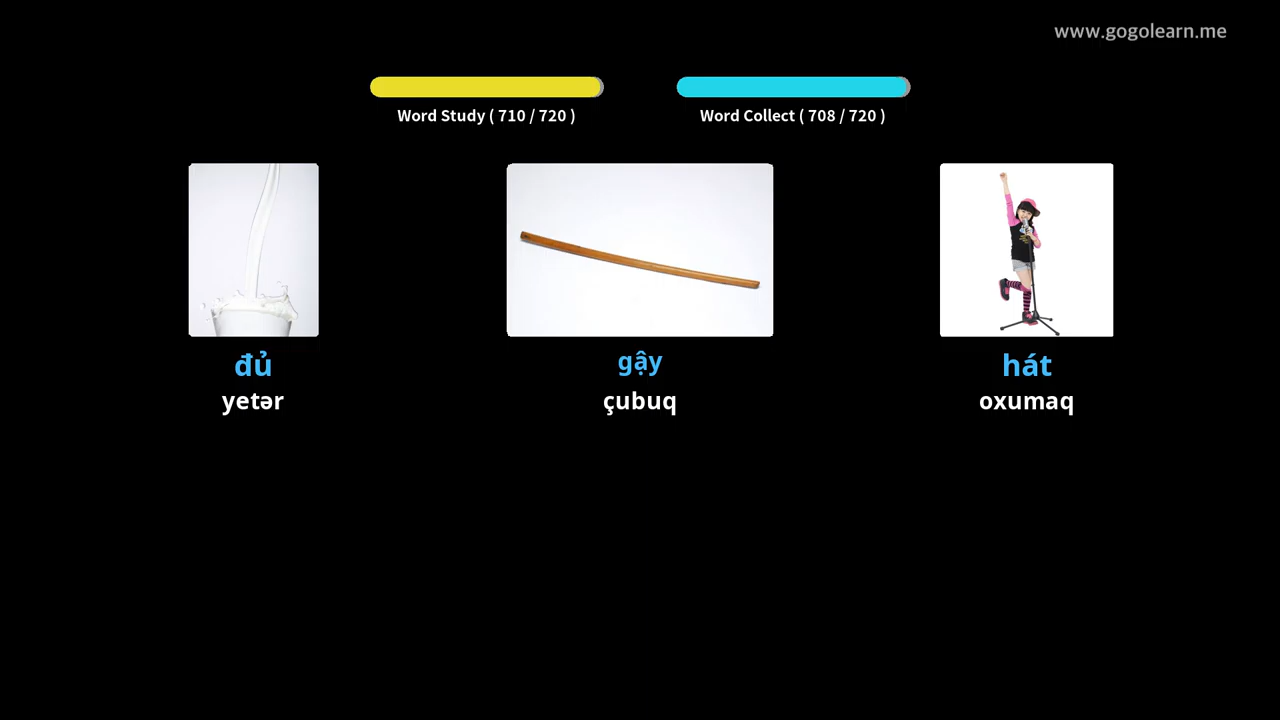 www.gogolearn.me
Word Study ( 710 / 720 )
Word Collect ( 708 / 720 )
đủ
gậy
hát
yetər
çubuq
oxumaq